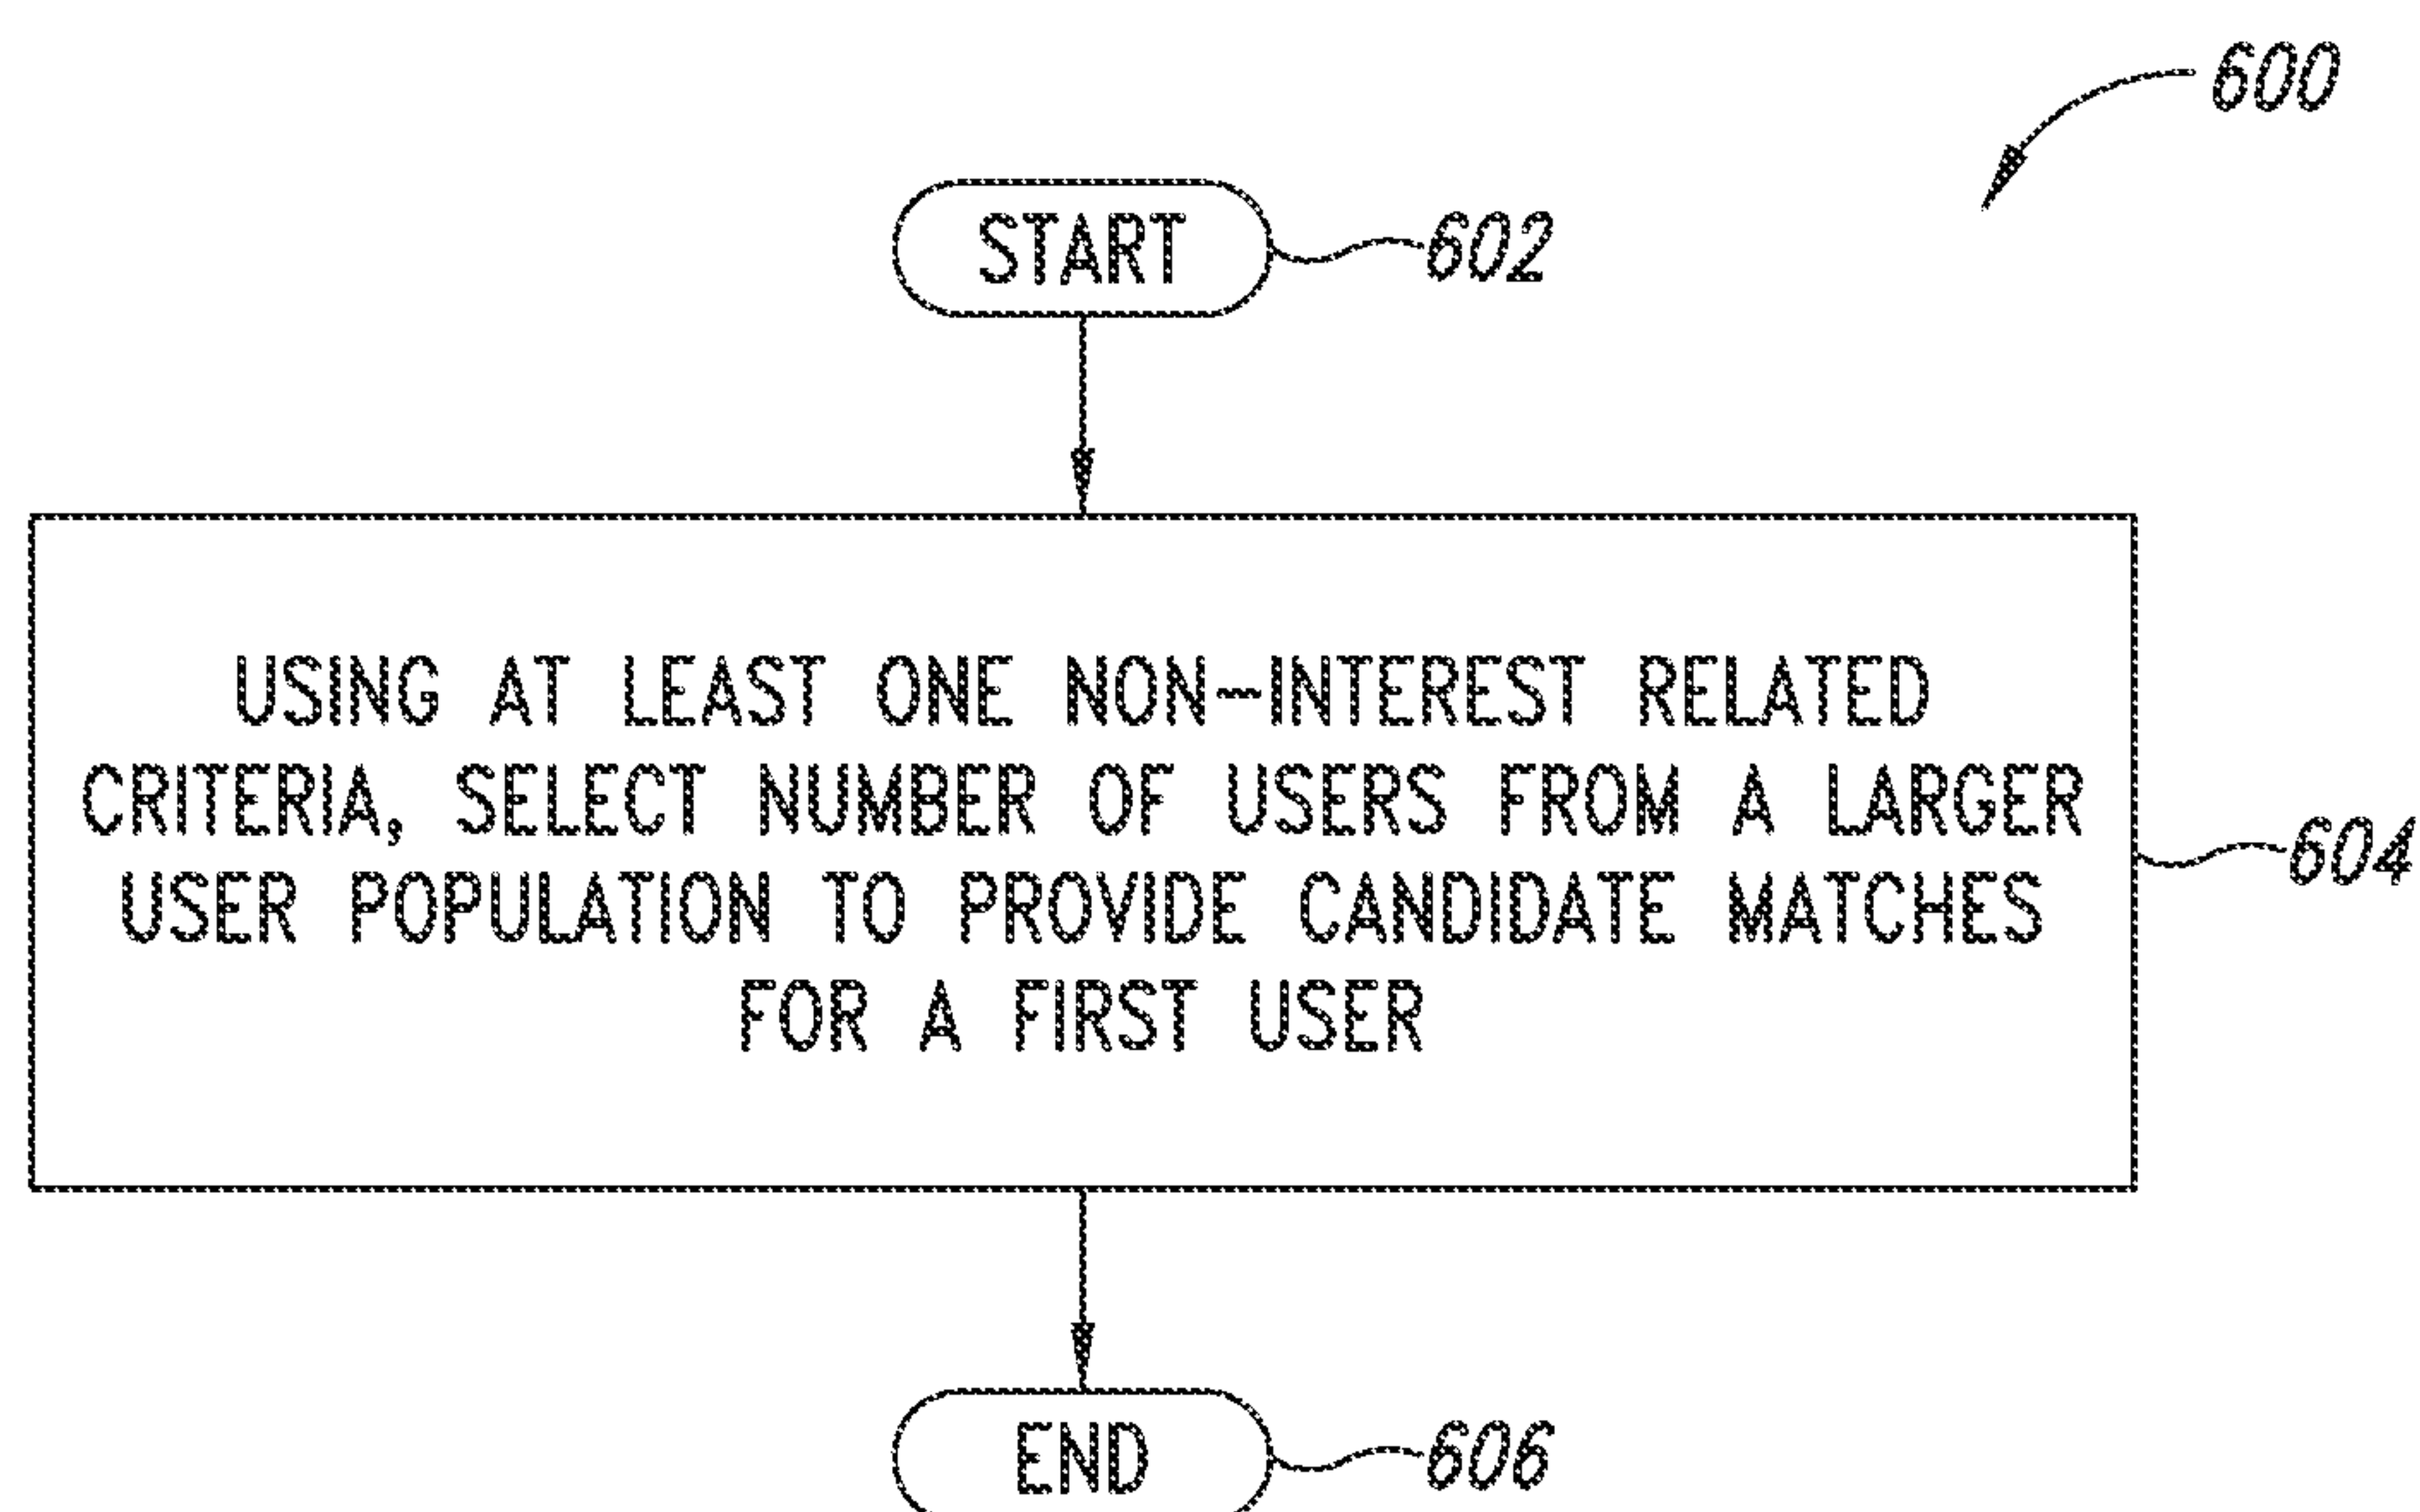 600
START
602
USING AT LEAST ONE NON-INTEREST RELATED
CRITERIA, SELECT NUMBER OF USERS FROM A LARGER
USER POPULATION TO PROVIDE CANDIDATE MATCHES
FOR A FIRST USER
604
END
606